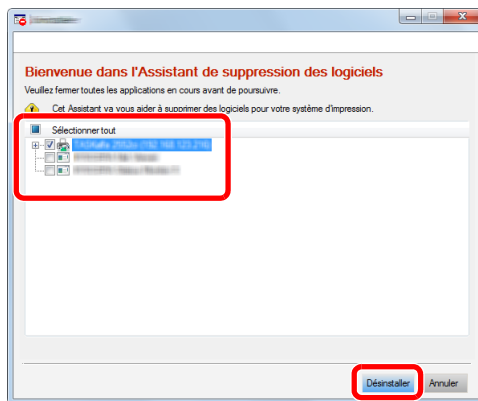 Bienvenue dans l'Assistant de suppression des logiciels
Veuillez fermer toutes les applications en cours avant de poursuivre.
Cet Assistant va vous aider à supprimer des logiciels pour votre système d'impression.
Sélectionner tout
Désinstaller
Annuler